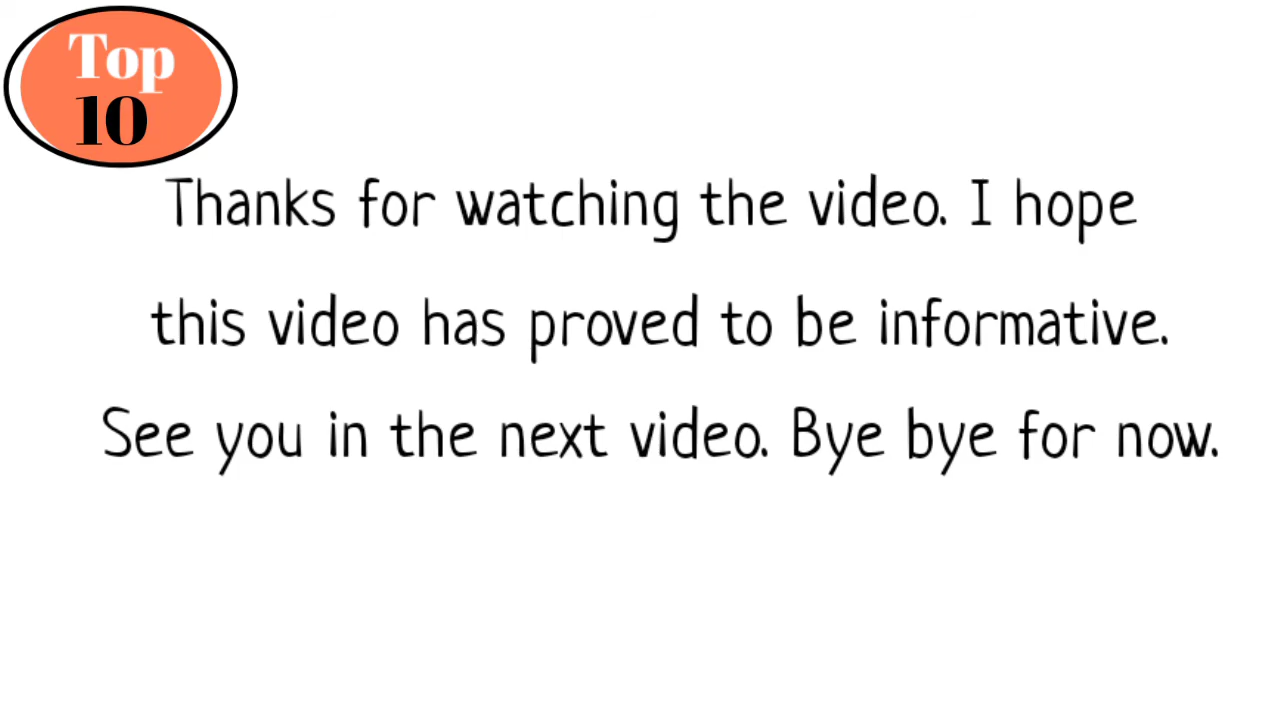 Top
10
Thanks for watching the video. I hope
this video has proved to be informative.
See you in the next video. Bye bye for now.